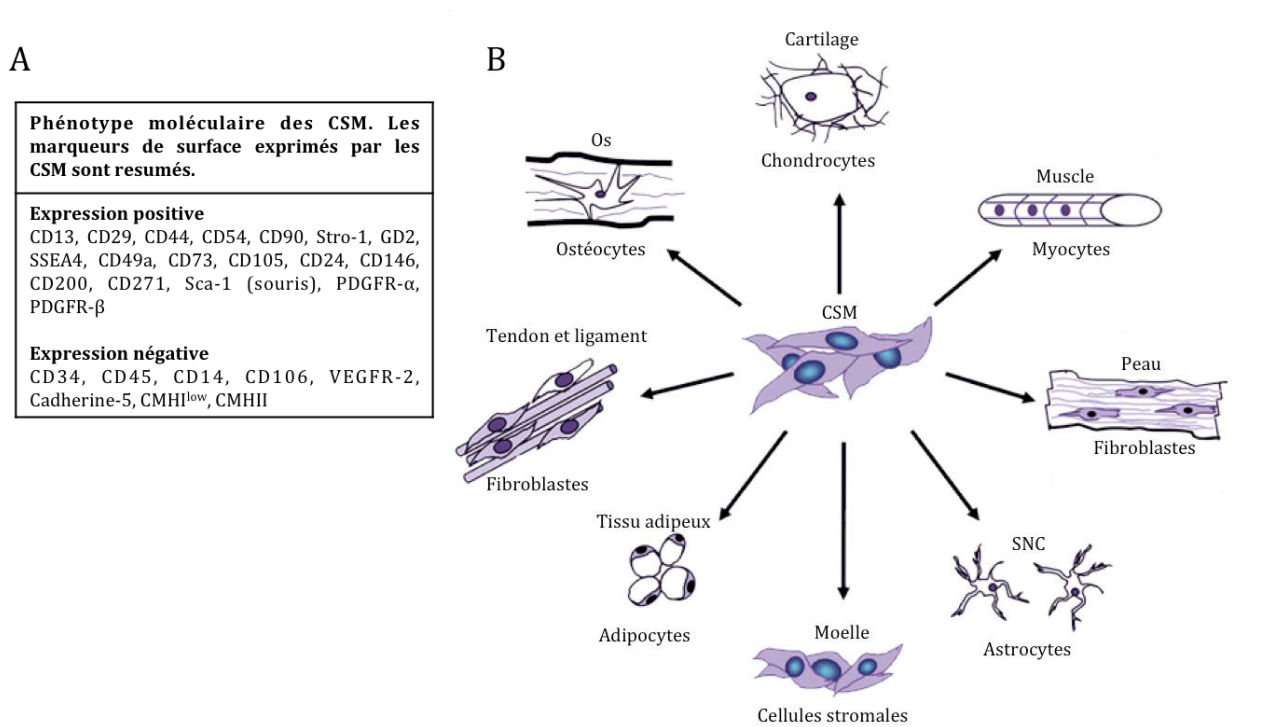 A
Phénotype moléculaire des CSM. Les
marqueurs de surface exprimés par les
CSM sont resumés.
Expression positive
CD13, CD29, CD44, CD54, CD90, Stro-1, GD2,
SSEA4, CD49a, CD73, CD105, CD24, CD146,
CD200, CD271, Sca-1 (souris), PDGFR-α,
PDGFR-β
Expression négative
CD34, CD45, CD14, CD106, VEGFR-2,
Cadherine-5, CMHIlow, CMHII
B
Cartilage
Chondrocytes
Os
Ostéocytes
Muscle
Myocytes
CSM
Tendon et ligament
Fibroblastes
Peau
Fibroblastes
Tissu adipeux
Adipocytes
Moelle
Cellules stromales
SNC
Astrocytes